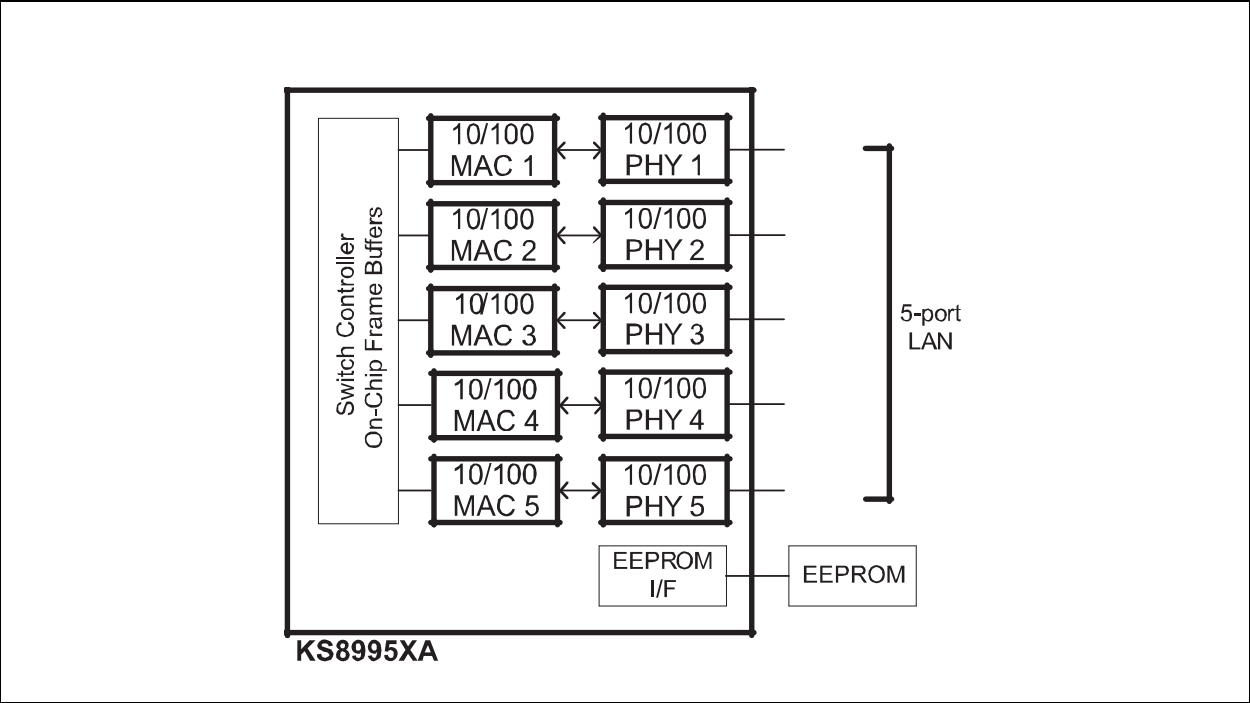 Switch Controller
On-Chip Frame Buffers
10/100
MAC 1
10/100
PHY 1
10/100
MAC 2
10/100
PHY 2
10/100
MAC 3
10/100
PHY 3
10/100
MAC 4
10/100
PHY 4
10/100
MAC 5
10/100
PHY 5
5-port
LAN
EEPROM
I/F
EEPROM
KS8995XA